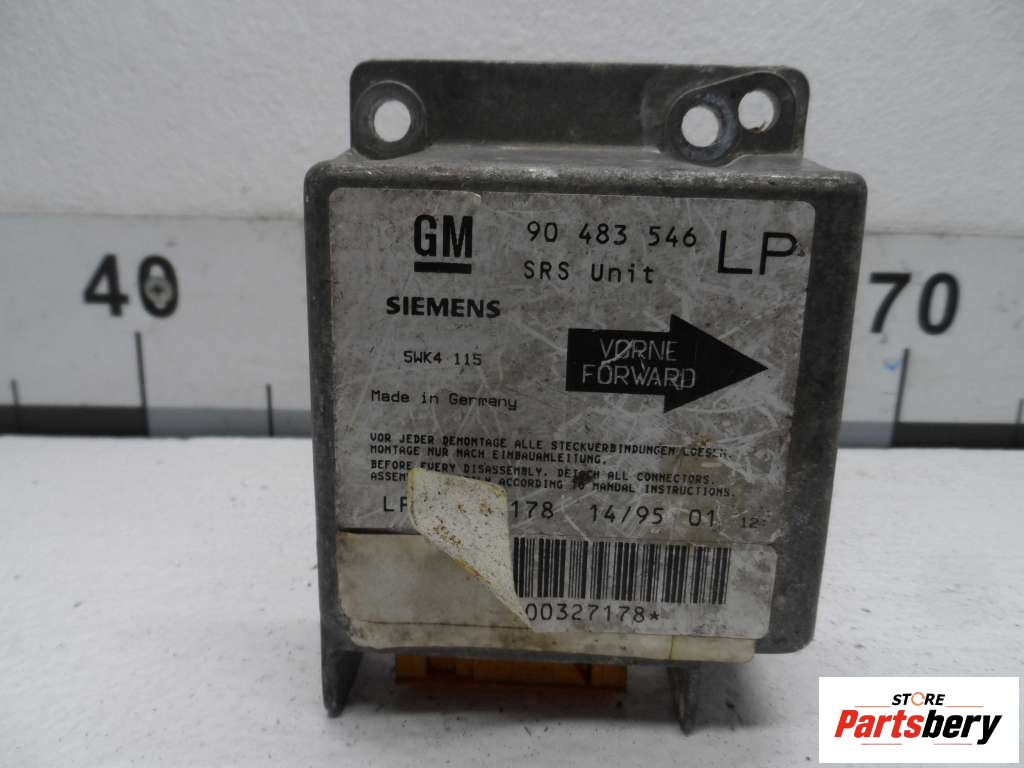 GM 90 483 546 LP
SRS Unit
SIEMENS
5WK4 115
VORNE
FORWARD
Made in Germany
VOR JEDER DEMONTAGE ALLE STECKVERBINDUNGEN LOESEN.
MONTAGE NUR NACH EINBAUANLEITUNG.
BEFORE EVERY DISASSEMBLY, DETACH ALL CONNECTORS.
ACCORDING TO MANUAL INSTRUCTIONS.
178 14/95 01 12
00327178*
40
70
STORE
Partsbery